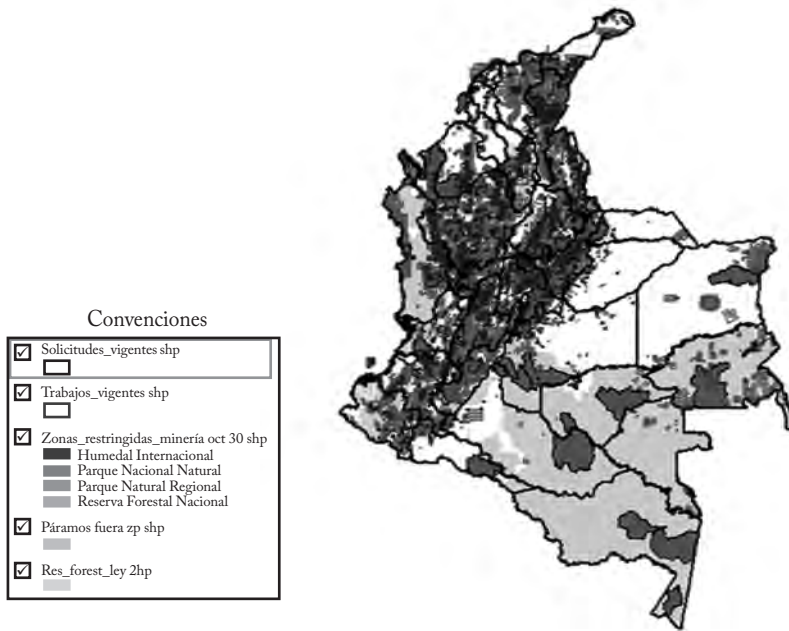 Convenciones
Solicitudes_vigentes shp
Trabajos_vigentes shp
Zonas_restringidas_minería oct 30 shp
Humedal Internacional
Parque Nacional Natural
Parque Natural Regional
Reserva Forestal Nacional
Páramos fuera zp shp
Res_forest_ley 2hp